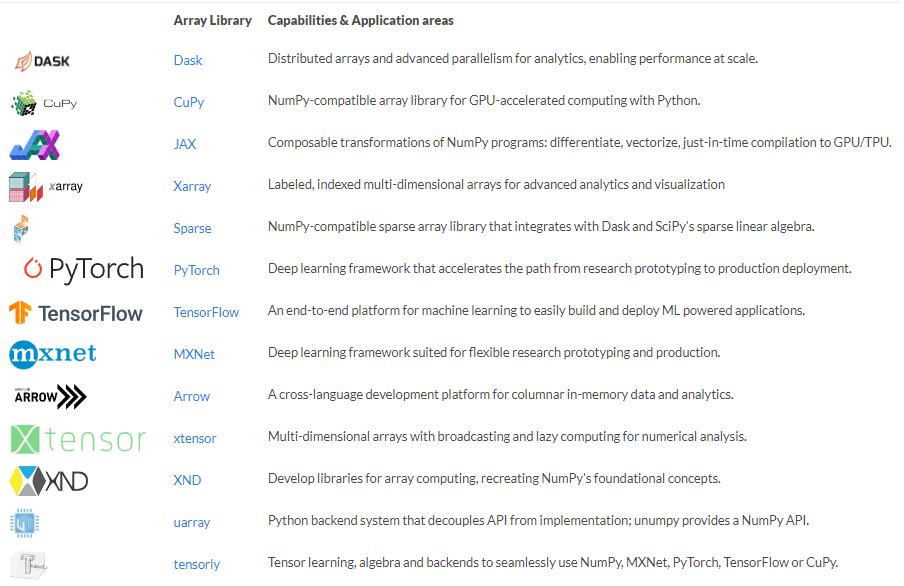 Array Library Capabilities & Application areas
DASK Dask Distributed arrays and advanced parallelism for analytics, enabling performance at scale.
CuPy CuPy NumPy-compatible array library for GPU-accelerated computing with Python.
JAX JAX Composable transformations of NumPy programs: differentiate, vectorize, just-in-time compilation to GPU/TPU.
xarray Xarray Labeled, indexed multi-dimensional arrays for advanced analytics and visualization
Sparse NumPy-compatible sparse array library that integrates with Dask and SciPy's sparse linear algebra.
PyTorch PyTorch Deep learning framework that accelerates the path from research prototyping to production deployment.
TensorFlow TensorFlow An end-to-end platform for machine learning to easily build and deploy ML powered applications.
mxnet MXNet Deep learning framework suited for flexible research prototyping and production.
ARROW Arrow A cross-language development platform for columnar in-memory data and analytics.
Xtensor xtensor Multi-dimensional arrays with broadcasting and lazy computing for numerical analysis.
XND XND Develop libraries for array computing, recreating NumPy's foundational concepts.
uarray Python backend system that decouples API from implementation; unumpy provides a NumPy API.
tensorly Tensor learning, algebra and backends to seamlessly use NumPy, MXNet, PyTorch, TensorFlow or CuPy.